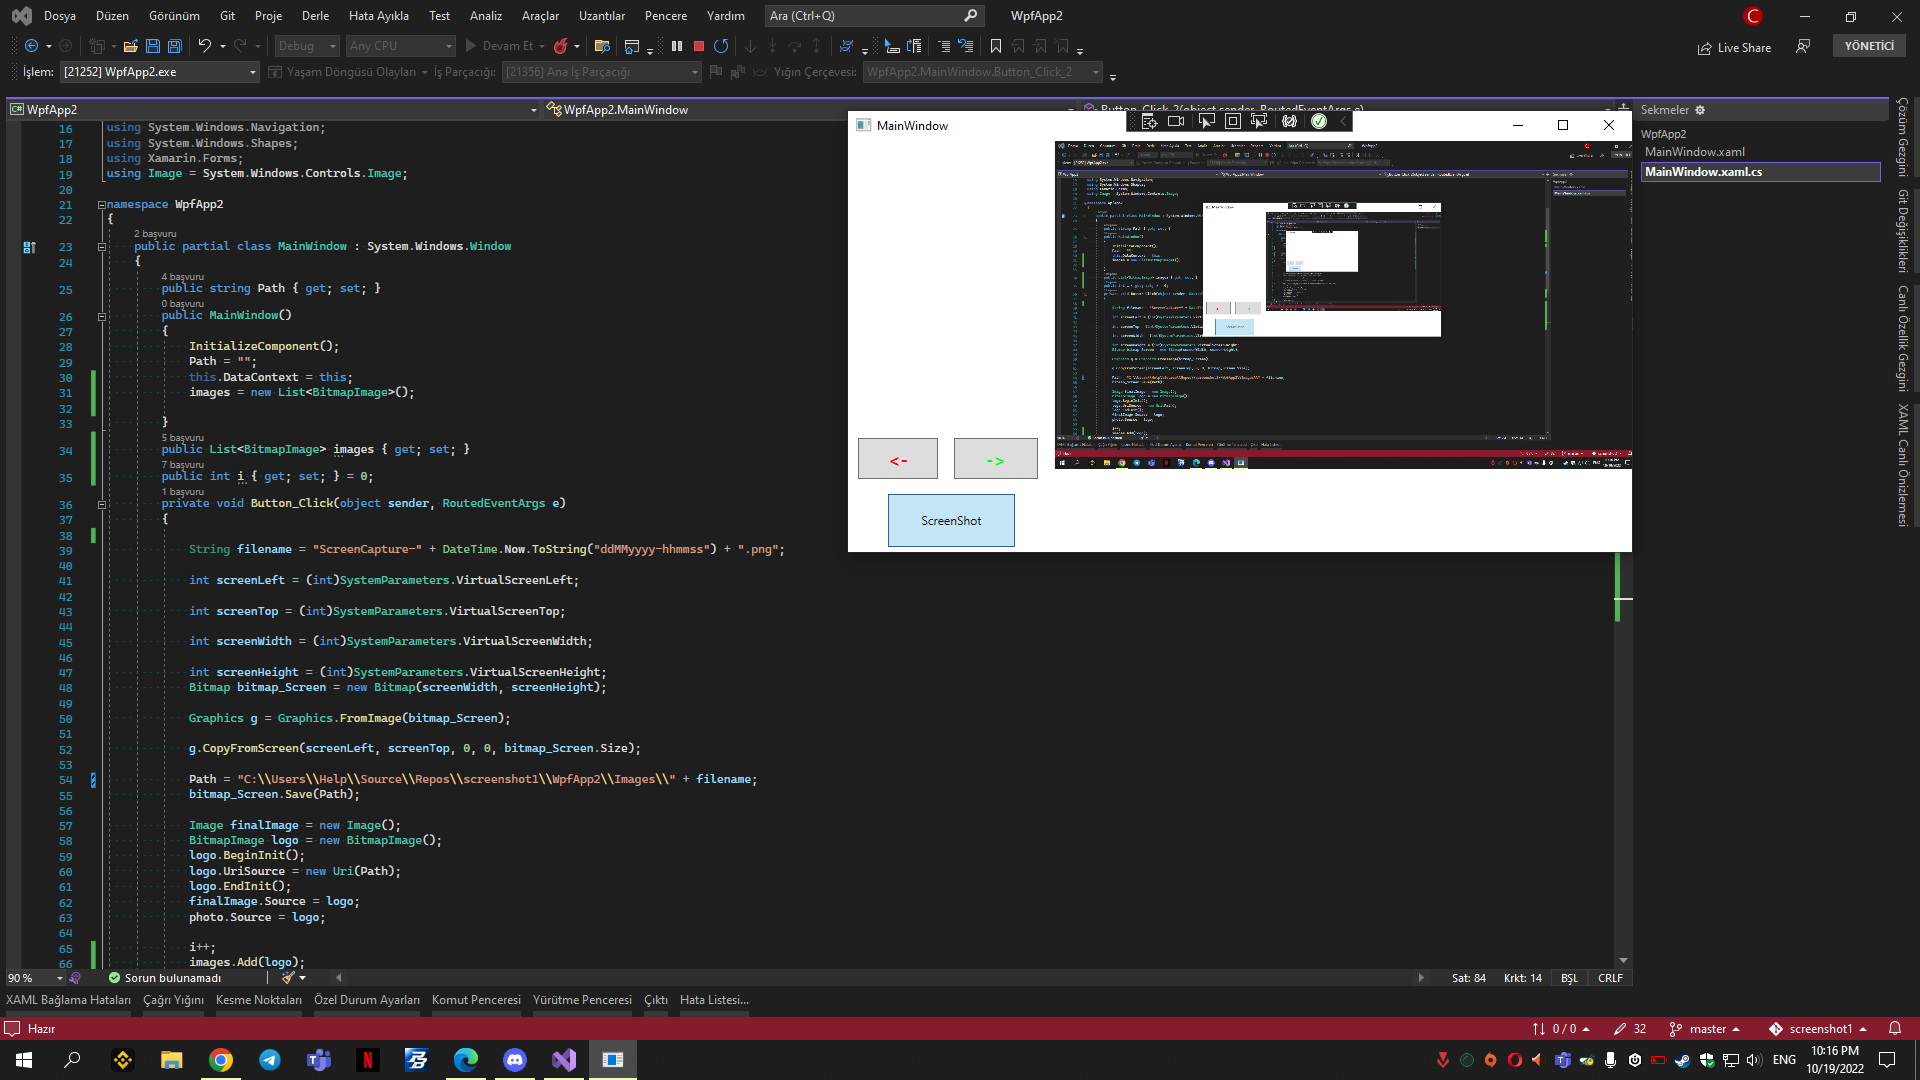 Dosya Düzen Görünüm Git Proje Derle Hata Ayıkla Test Analiz Araçlar Uzantılar Pencere Yardım Ara (Ctrl+Q) WpfApp2 C
Debug Any CPU Devam Et Live Share YÖNETİCİ
İşlem: [21252] WpfApp2.exe Yaşam Döngüsü Olayları İş Parçacığı: [21356] Ana İş Parçacığı Yığın Çerçevesi: WpfApp2.MainWindow.Button_Click_2
C# WpfApp2 WpfApp2.MainWindow Button_Click_2(object sender, RoutedEventArgs e) Sekmeler
WpfApp2
MainWindow.xaml
MainWindow.xaml.cs
Çözüm Gezgini
Git Değişiklikleri
Canlı Özellik Gezgini
XAML Canlı Önizlemesi
16 using System.Windows.Navigation;
17 using System.Windows.Shapes;
18 using Xamarin.Forms;
19 using Image = System.Windows.Controls.Image;
20
21 namespace WpfApp2
22 {
2 başvuru
23 public partial class MainWindow : System.Windows.Window
24 {
4 başvuru
25 public string Path { get; set; }
0 başvuru
26 public MainWindow()
27 {
28 InitializeComponent();
29 Path = "";
30 this.DataContext = this;
31 images = new List<BitmapImage>();
32
33 }
5 başvuru
34 public List<BitmapImage> images { get; set; }
7 başvuru
35 public int i { get; set; } = 0;
1 başvuru
36 private void Button_Click(object sender, RoutedEventArgs e)
37 {
38
39 String filename = "ScreenCapture-" + DateTime.Now.ToString("ddMMyyyy-hhmmss") + ".png";
40
41 int screenLeft = (int)SystemParameters.VirtualScreenLeft;
42
43 int screenTop = (int)SystemParameters.VirtualScreenTop;
44
45 int screenWidth = (int)SystemParameters.VirtualScreenWidth;
46
47 int screenHeight = (int)SystemParameters.VirtualScreenHeight;
48 Bitmap bitmap_Screen = new Bitmap(screenWidth, screenHeight);
49
50 Graphics g = Graphics.FromImage(bitmap_Screen);
51
52 g.CopyFromScreen(screenLeft, screenTop, 0, 0, bitmap_Screen.Size);
53
54 Path = "C:\\Users\\Help\\Source\\Repos\\screenshot1\\WpfApp2\\Images\\" + filename;
55 bitmap_Screen.Save(Path);
56
57 Image finalImage = new Image();
58 BitmapImage logo = new BitmapImage();
59 logo.BeginInit();
60 logo.UriSource = new Uri(Path);
61 logo.EndInit();
62 finalImage.Source = logo;
63 photo.Source = logo;
64
65 i++;
66 images.Add(logo);
MainWindow
<- ->
ScreenShot
90 % Sorun bulunamadı Sat: 84 Krkt: 14 BŞL CRLF
XAML Bağlama Hataları Çağrı Yığını Kesme Noktaları Özel Durum Ayarları Komut Penceresi Yürütme Penceresi Çıktı Hata Listesi...
Hazır 0 / 0 32 master screenshot1
ENG 10:16 PM
10/19/2022